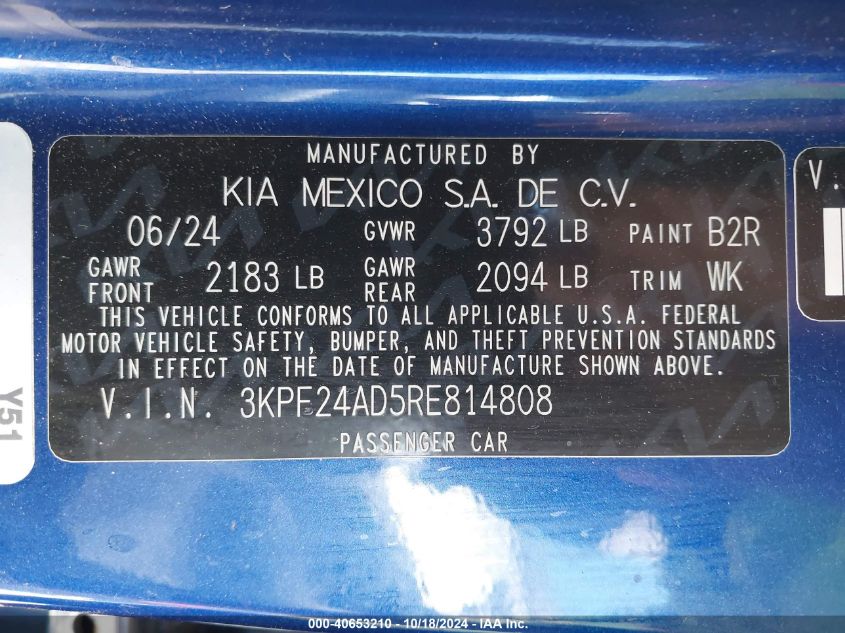 MANUFACTURED BY
KIA MEXICO S.A. DE C.V.
06/24 GVWR 3792 LB PAINT B2R
GAWR FRONT 2183 LB GAWR REAR 2094 LB TRIM WK
THIS VEHICLE CONFORMS TO ALL APPLICABLE U.S.A. FEDERAL
MOTOR VEHICLE SAFETY, BUMPER, AND THEFT PREVENTION STANDARDS
IN EFFECT ON THE DATE OF MANUFACTURE SHOWN ABOVE.
V.I.N. 3KPF24AD5RE814808
PASSENGER CAR
V.
Y51
000-40653210 - 10/18/2024 - IAA Inc.